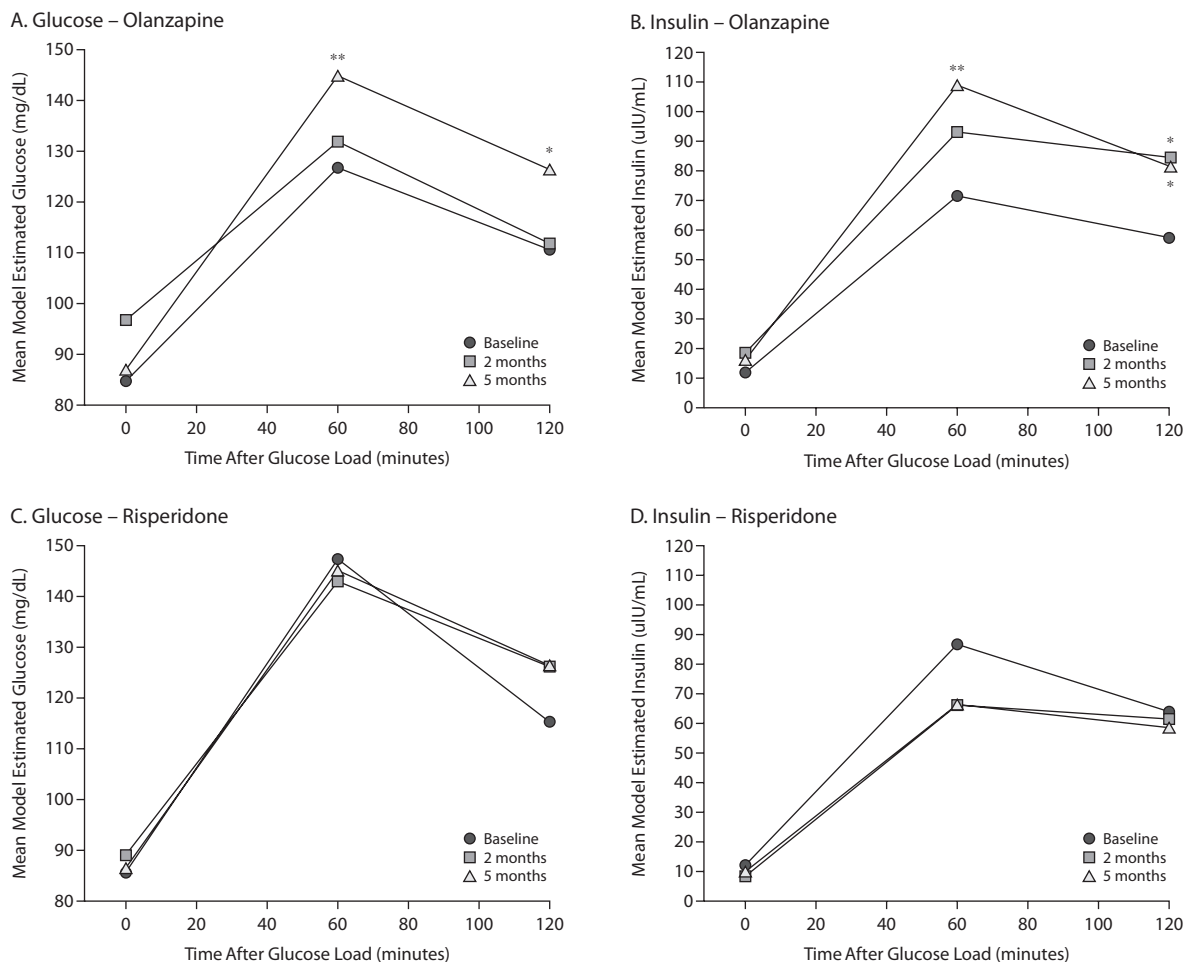 A. Glucose – Olanzapine
Mean Model Estimated Glucose (mg/dL)
150
140
130
120
110
100
90
80
**
*
Baseline
2 months
5 months
0 20 40 60 80 100 120
Time After Glucose Load (minutes)
B. Insulin – Olanzapine
Mean Model Estimated Insulin (uIU/mL)
120
110
100
90
80
70
60
50
40
30
20
10
0
**
*
*
Baseline
2 months
5 months
0 20 40 60 80 100 120
Time After Glucose Load (minutes)
C. Glucose – Risperidone
Mean Model Estimated Glucose (mg/dL)
150
140
130
120
110
100
90
80
Baseline
2 months
5 months
0 20 40 60 80 100 120
Time After Glucose Load (minutes)
D. Insulin – Risperidone
Mean Model Estimated Insulin (uIU/mL)
120
110
100
90
80
70
60
50
40
30
20
10
0
Baseline
2 months
5 months
0 20 40 60 80 100 120
Time After Glucose Load (minutes)